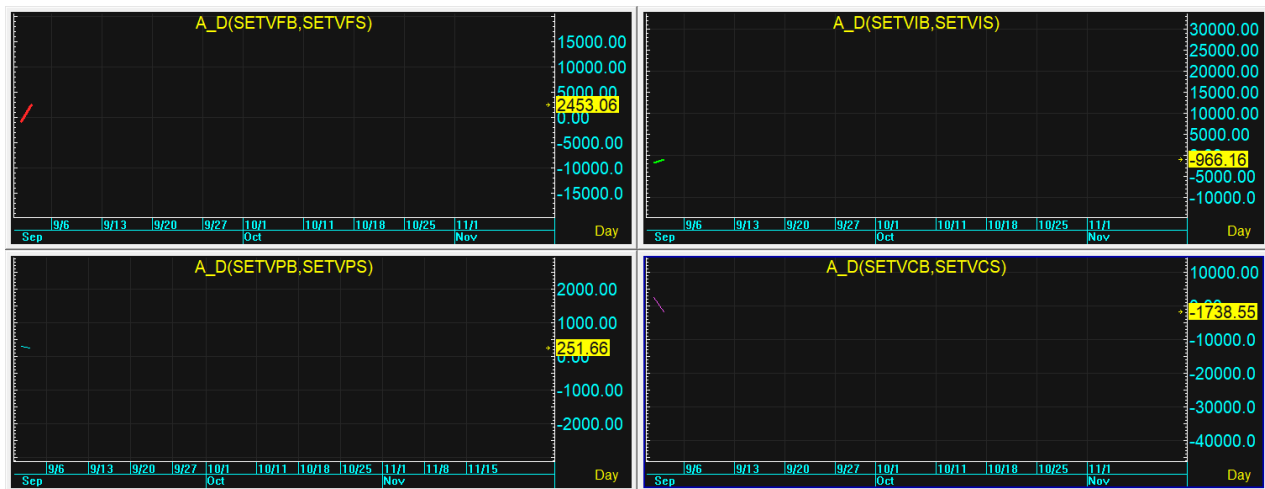 A_D(SETVFB,SETVFS)
15000.00
10000.00
5000.00
2453.06
0.00
-5000.00
-10000.0
-15000.0
9/6 9/13 9/20 9/27 10/1 10/11 10/18 10/25 11/1
Sep Oct Nov
Day
A_D(SETVIB,SETVIS)
30000.00
25000.00
20000.00
15000.00
10000.00
5000.00
-966.16
-5000.00
-10000.0
9/6 9/13 9/20 9/27 10/1 10/11 10/18 10/25 11/1
Sep Oct Nov
Day
A_D(SETVPB,SETVPS)
2000.00
1000.00
251.66
0.00
-1000.00
-2000.00
9/6 9/13 9/20 9/27 10/1 10/11 10/18 10/25 11/1 11/8 11/15
Sep Oct Nov
Day
A_D(SETVCB,SETVCS)
10000.00
-1738.55
-10000.0
-20000.0
-30000.0
-40000.0
9/6 9/13 9/20 9/27 10/1 10/11 10/18 10/25 11/1
Sep Oct Nov
Day